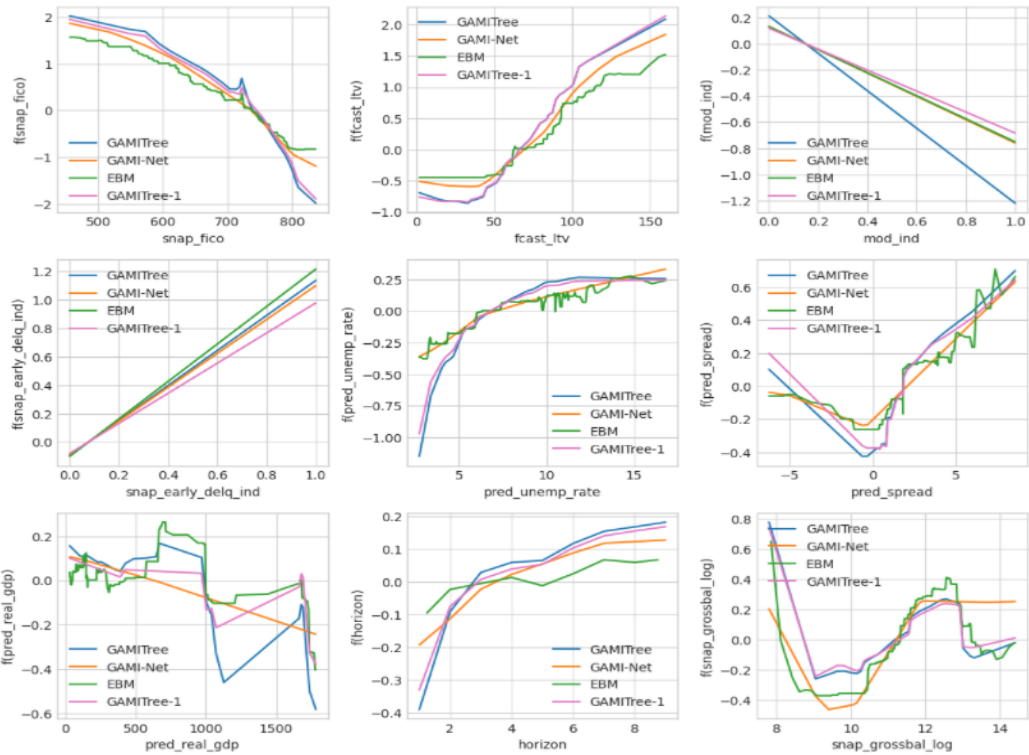 f(snap_fico)
2
1
0
−1
−2
GAMITree
GAMI-Net
EBM
GAMITree-1
500
600
700
800
snap_fico
f(fcast_ltv)
2.0
1.5
1.0
0.5
0.0
−0.5
−1.0
GAMITree
GAMI-Net
EBM
GAMITree-1
0
50
100
150
fcast_ltv
f(mod_ind)
0.2
0.0
−0.2
−0.4
−0.6
−0.8
−1.0
−1.2
GAMITree
GAMI-Net
EBM
GAMITree-1
0.0
0.2
0.4
0.6
0.8
1.0
mod_ind
f(snap_early_delq_ind)
1.2
1.0
0.8
0.6
0.4
0.2
0.0
GAMITree
GAMI-Net
EBM
GAMITree-1
0.0
0.2
0.4
0.6
0.8
1.0
snap_early_delq_ind
f(pred_unemp_rate)
0.25
0.00
−0.25
−0.50
−0.75
−1.00
GAMITree
GAMI-Net
EBM
GAMITree-1
5
10
15
pred_unemp_rate
f(pred_spread)
0.6
0.4
0.2
0.0
−0.2
−0.4
GAMITree
GAMI-Net
EBM
GAMITree-1
−5
0
5
pred_spread
f(pred_real_gdp)
0.2
0.0
−0.2
−0.4
−0.6
GAMITree
GAMI-Net
EBM
GAMITree-1
0
500
1000
1500
pred_real_gdp
f(horizon)
0.2
0.1
0.0
−0.1
−0.2
−0.3
−0.4
GAMITree
GAMI-Net
EBM
GAMITree-1
2
4
6
8
horizon
f(snap_grossbal_log)
0.8
0.6
0.4
0.2
0.0
−0.2
−0.4
GAMITree
GAMI-Net
EBM
GAMITree-1
8
10
12
14
snap_grossbal_log